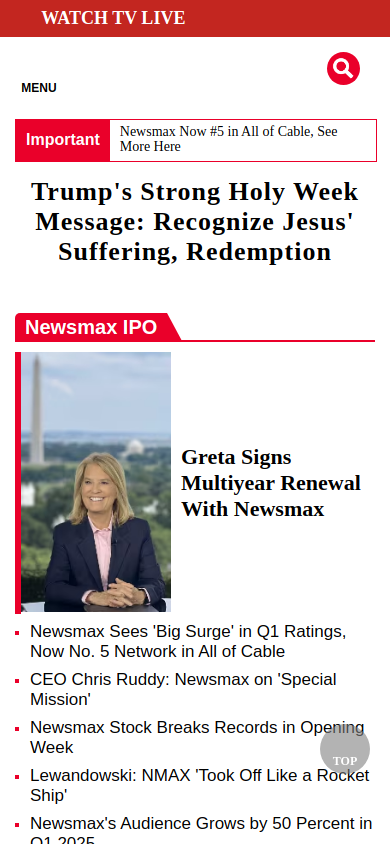 WATCH TV LIVE
MENU
Important
Newsmax Now #5 in All of Cable, See
More Here
Trump's Strong Holy Week
Message: Recognize Jesus'
Suffering, Redemption
Newsmax IPO
Greta Signs
Multiyear Renewal
With Newsmax
Newsmax Sees 'Big Surge' in Q1 Ratings,
Now No. 5 Network in All of Cable
CEO Chris Ruddy: Newsmax on 'Special
Mission'
Newsmax Stock Breaks Records in Opening
Week
Lewandowski: NMAX 'Took Off Like a Rocket
Ship'
TOP
Newsmax's Audience Grows by 50 Percent in
Q1 2025